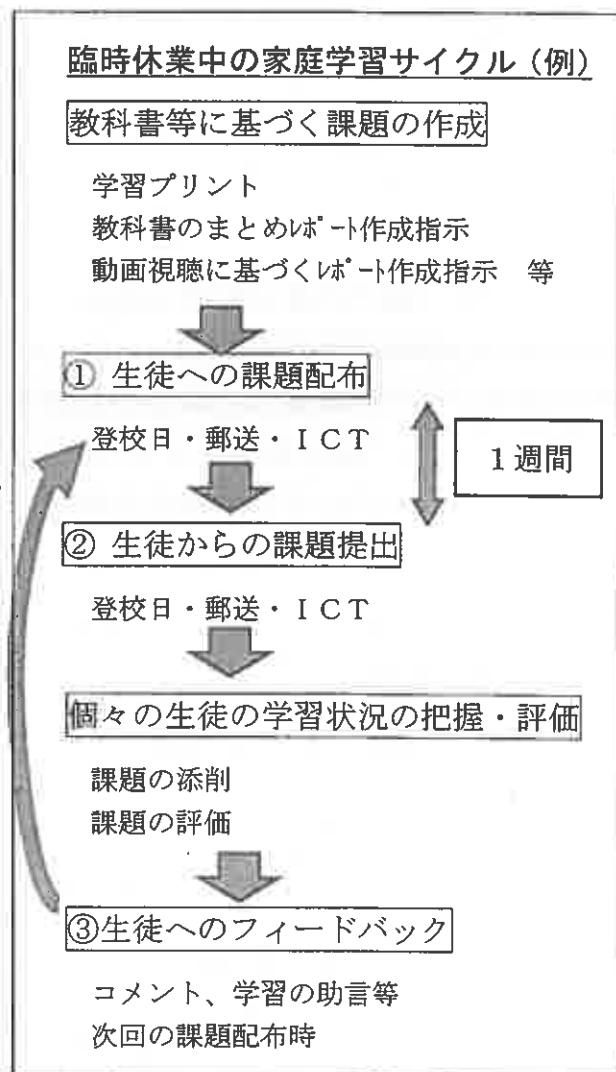 臨時休業中の家庭学習サイクル（例）
教科書等に基づく課題の作成
学習プリント
教科書のまとめﾚﾎﾟｰﾄ作成指示
動画視聴に基づくﾚﾎﾟｰﾄ作成指示　等
① 生徒への課題配布
登校日・郵送・ＩＣＴ
１週間
② 生徒からの課題提出
登校日・郵送・ＩＣＴ
個々の生徒の学習状況の把握・評価
課題の添削
課題の評価
③生徒へのフィードバック
コメント、学習の助言等
次回の課題配布時